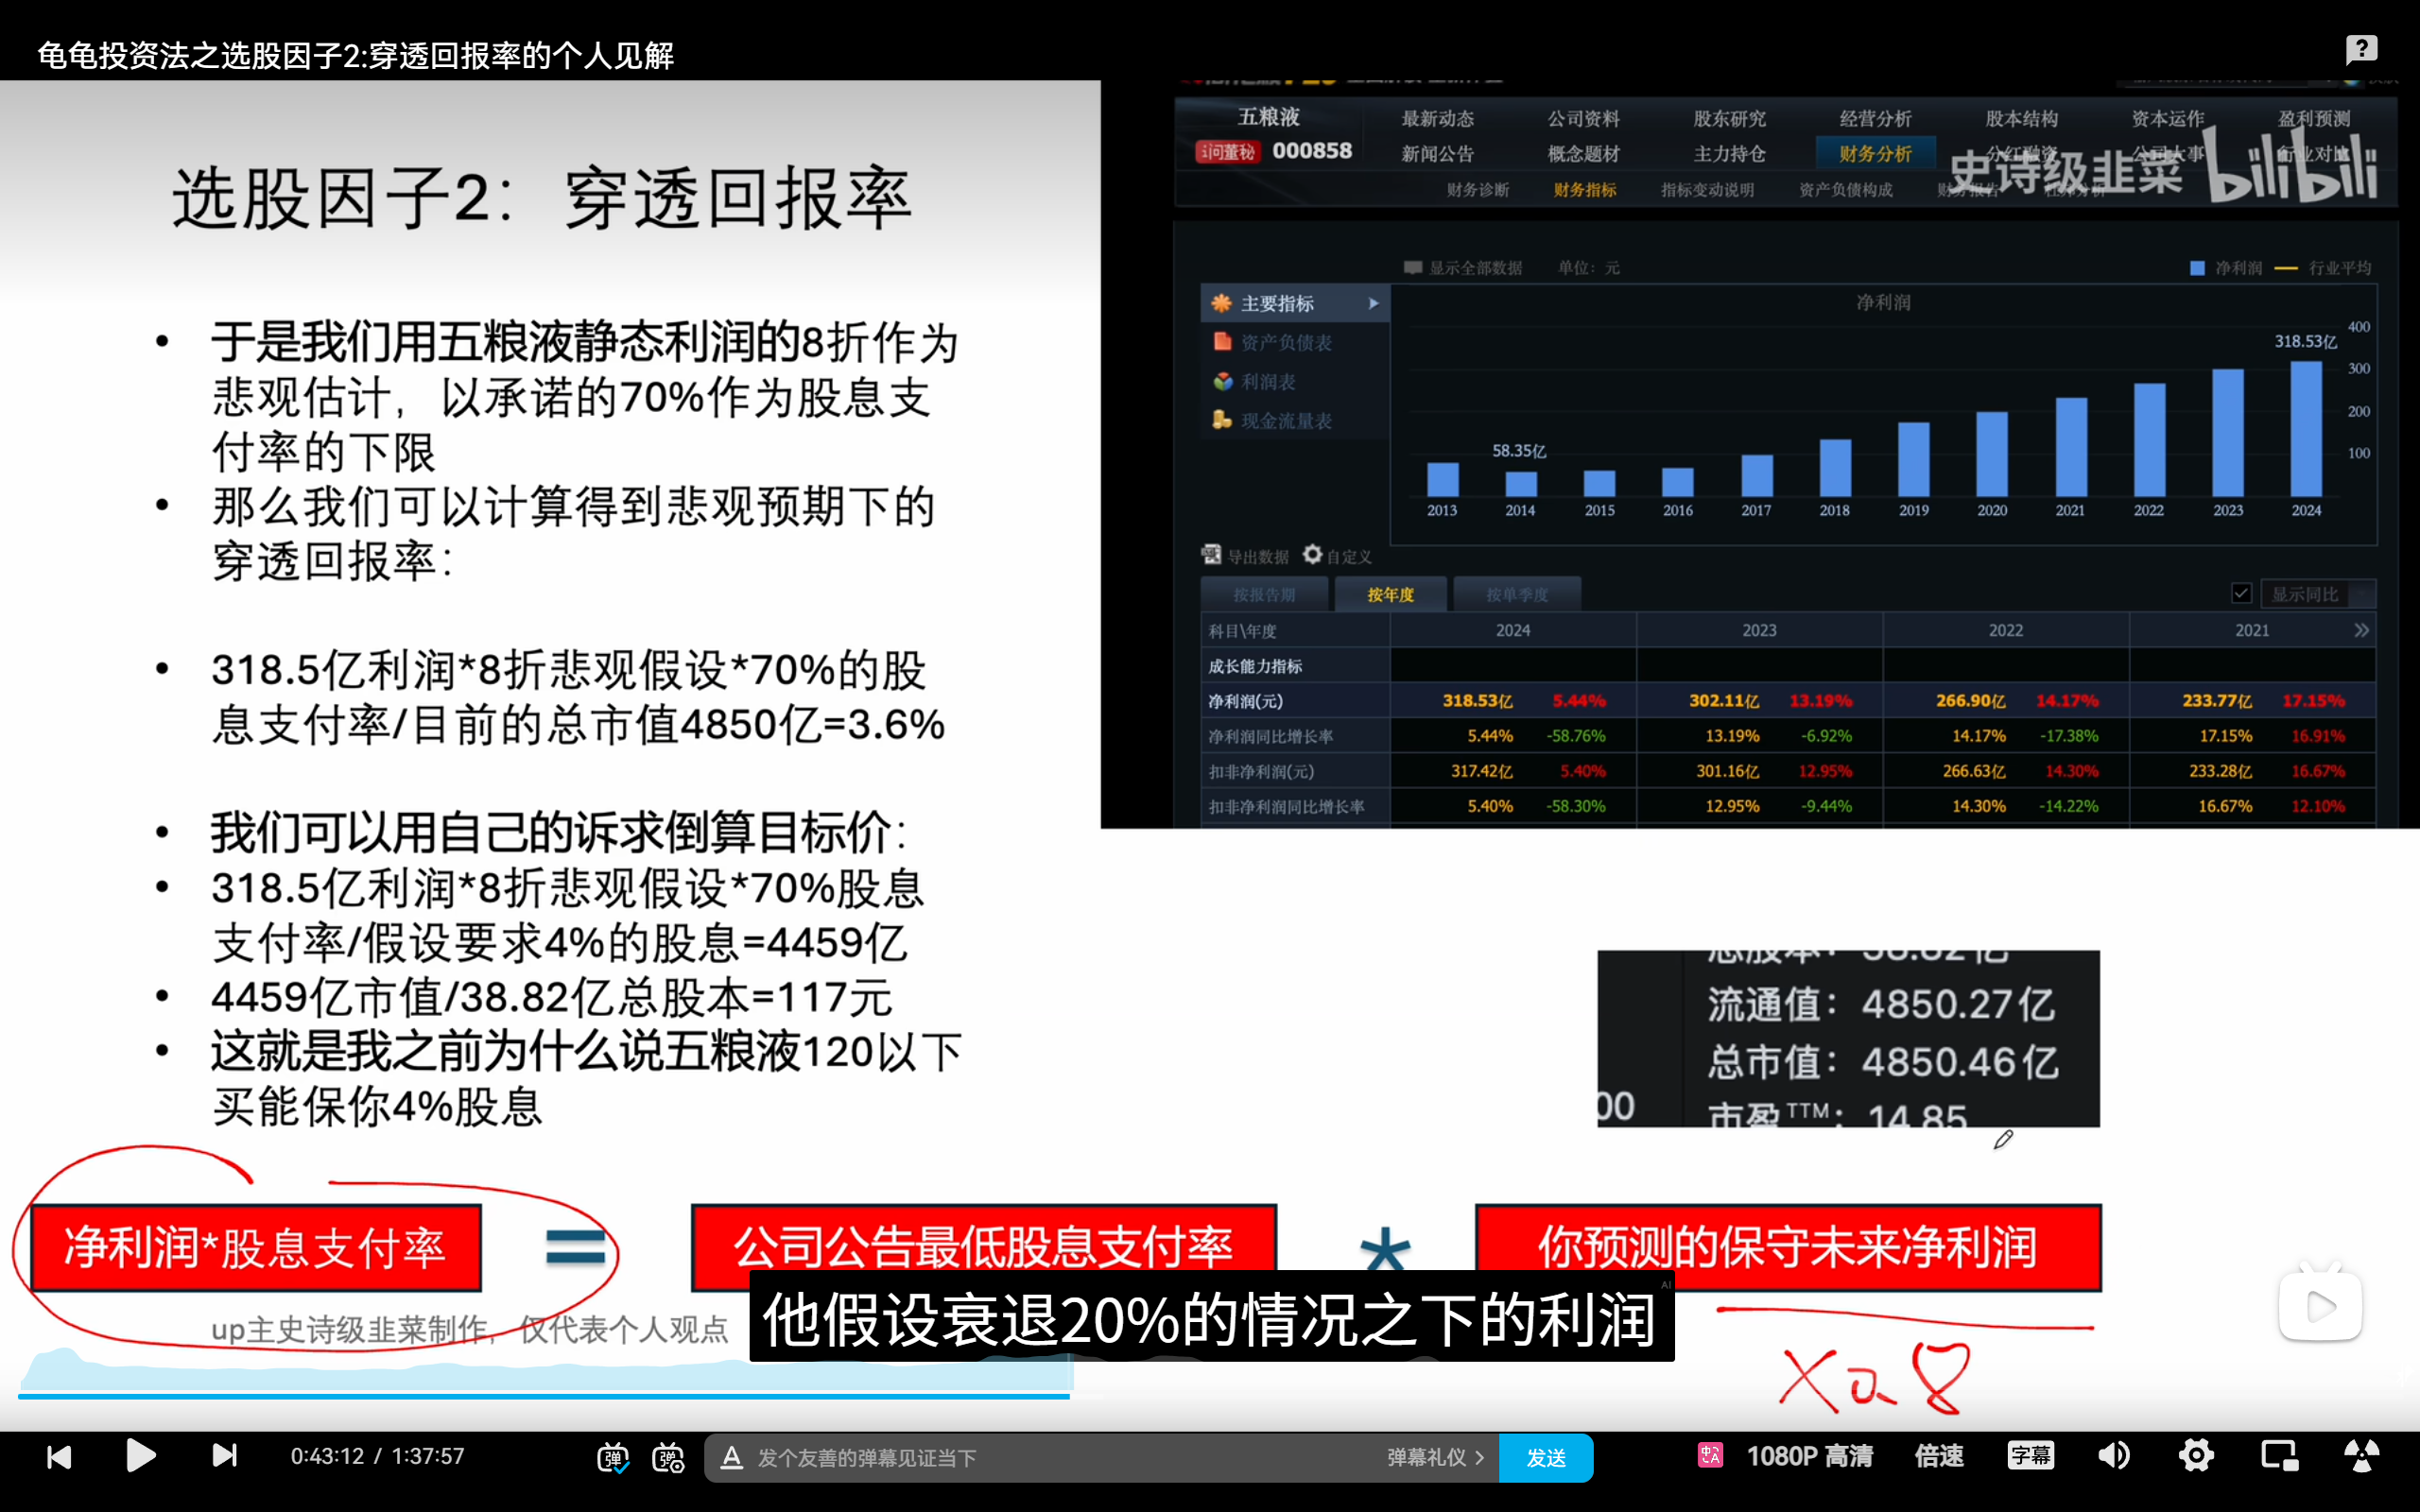 龟龟投资法之选股因子2:穿透回报率的个人见解
选股因子2：穿透回报率
• 于是我们用五粮液静态利润的8折作为
悲观估计，以承诺的70%作为股息支
付率的下限
• 那么我们可以计算得到悲观预期下的
穿透回报率：
• 318.5亿利润*8折悲观假设*70%的股
息支付率/目前的总市值4850亿=3.6%
• 我们可以用自己的诉求倒算目标价：
• 318.5亿利润*8折悲观假设*70%股息
支付率/假设要求4%的股息=4459亿
• 4459亿市值/38.82亿总股本=117元
• 这就是我之前为什么说五粮液120以下
买能保你4%股息
五粮液
i问董秘 000858
最新动态 公司资料 股东研究 经营分析 股本结构 资本运作 盈利预测
新闻公告 概念题材 主力持仓 财务分析 分红融资 公司大事 行业对比
财务诊断 财务指标 指标变动说明 资产负债构成
史诗级韭菜 bilibili
显示全部数据 单位：元
净利润 行业平均
主要指标
资产负债表
利润表
现金流量表
净利润
400
300
200
100
58.35亿
318.53亿
2013 2014 2015 2016 2017 2018 2019 2020 2021 2022 2023 2024
导出数据 自定义
按报告期 按年度 按单季度 显示同比
科目\年度 2024 2023 2022 2021 »
成长能力指标
净利润(元) 318.53亿 5.44% 302.11亿 13.19% 266.90亿 14.17% 233.77亿 17.15%
净利润同比增长率 5.44% -58.76% 13.19% -6.92% 14.17% -17.38% 17.15% 16.91%
扣非净利润(元) 317.42亿 5.40% 301.16亿 12.95% 266.63亿 14.30% 233.28亿 16.67%
扣非净利润同比增长率 5.40% -58.30% 12.95% -9.44% 14.30% -14.22% 16.67% 12.10%
总股本：38.82亿
流通值：4850.27亿
总市值：4850.46亿
00 市盈TTM：14.85
净利润*股息支付率 = 公司公告最低股息支付率 * 你预测的保守未来净利润
up主史诗级韭菜制作，仅代表个人观点
AI
他假设衰退20%的情况之下的利润
0:43:12 / 1:37:57
弹 弹 A 发个友善的弹幕见证当下 弹幕礼仪 > 发送
1080P 高清 倍速 字幕